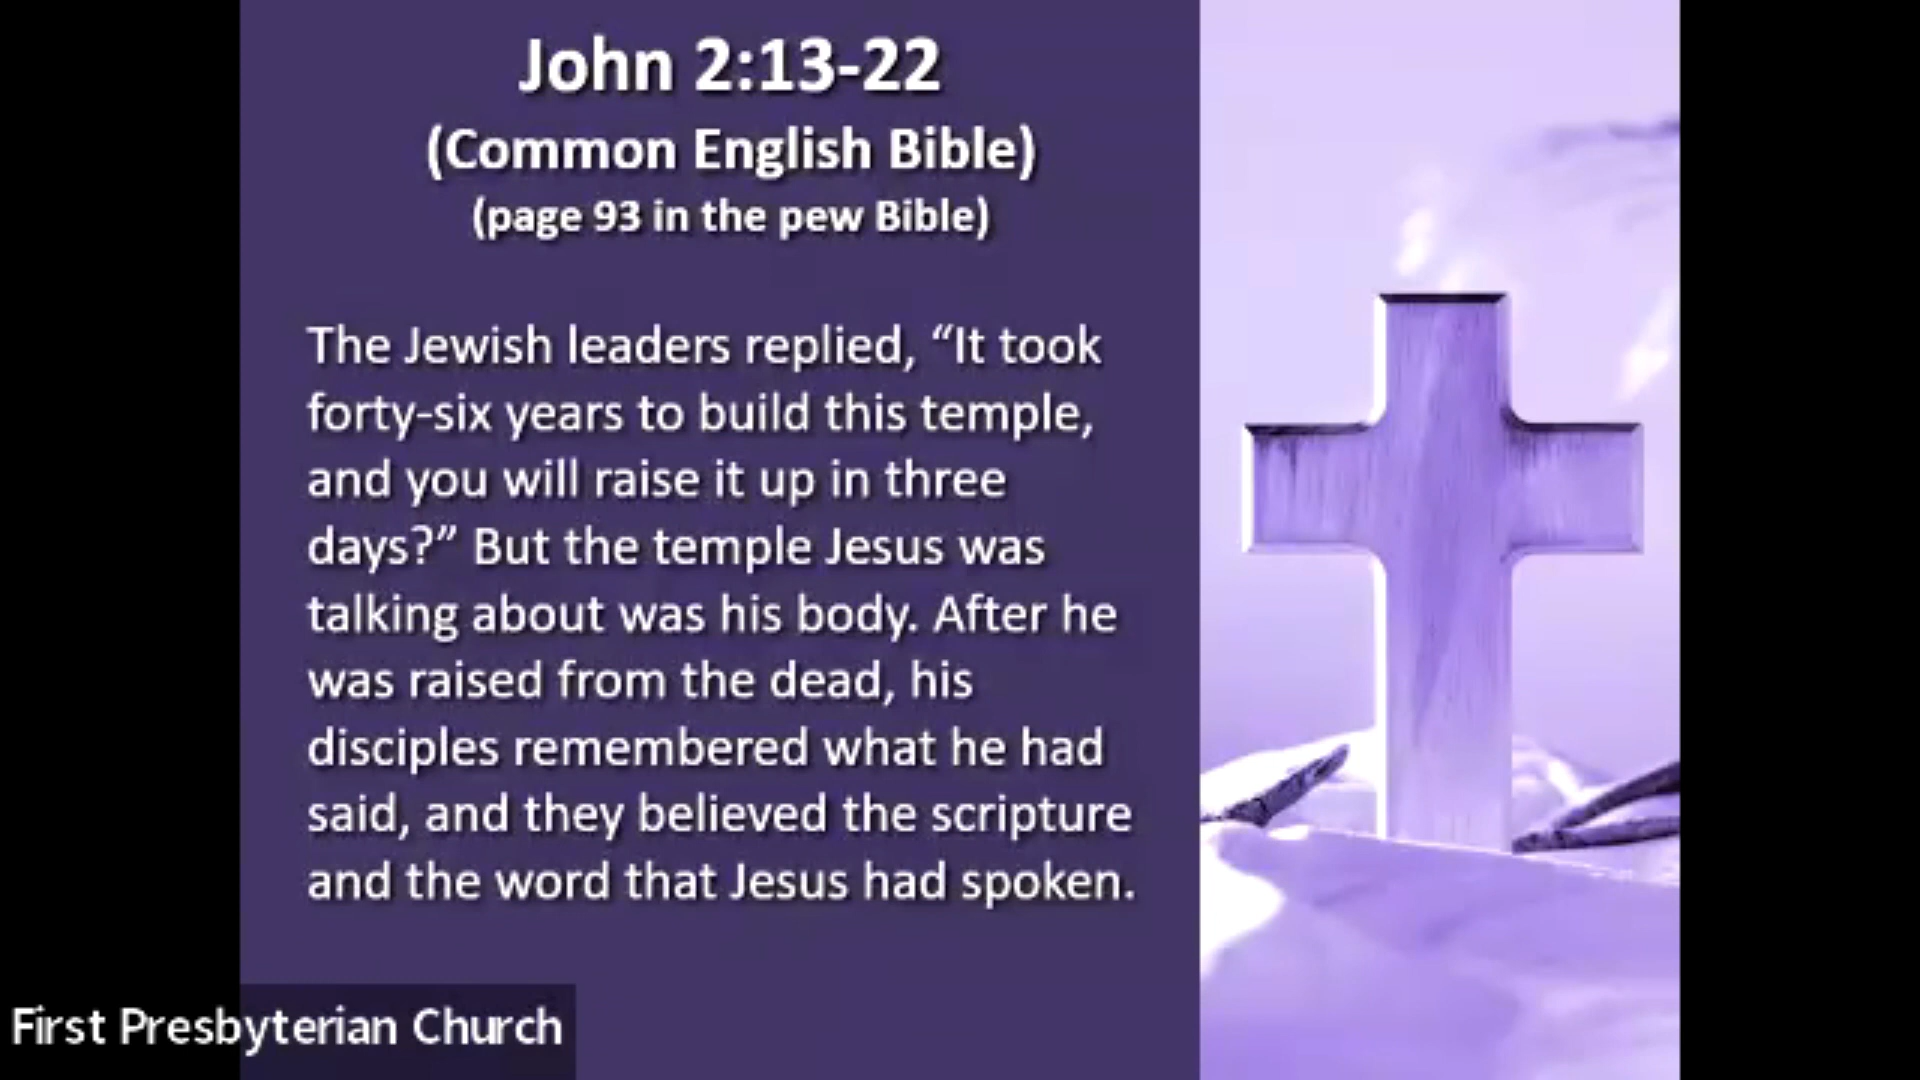 John 2:13-22
(Common English Bible)
(page 93 in the pew Bible)
The Jewish leaders replied, “It took
forty-six years to build this temple,
and you will raise it up in three
days?” But the temple Jesus was
talking about was his body. After he
was raised from the dead, his
disciples remembered what he had
said, and they believed the scripture
and the word that Jesus had spoken.
First Presbyterian Church